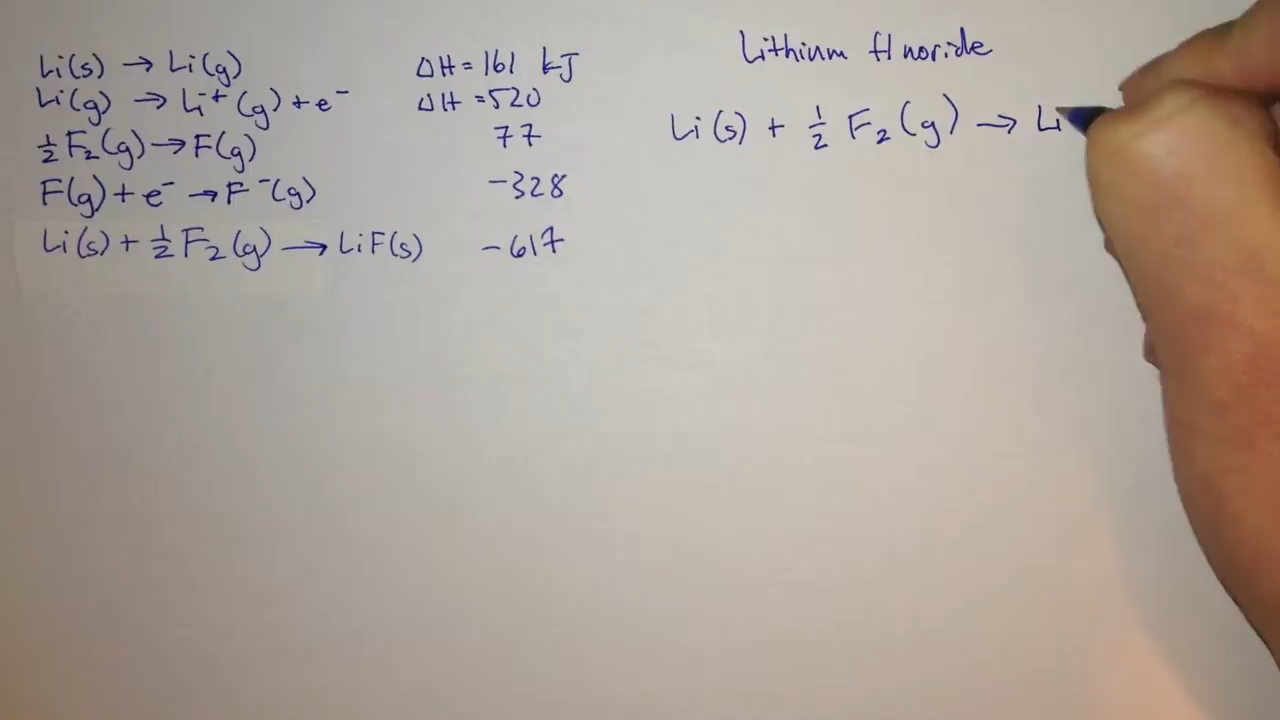 Li(s) → Li(g) ΔH = 161 kJ
Li(g) → Li⁺(g) + e⁻ ΔH = 520
½ F₂(g) → F(g) 77
F(g) + e⁻ → F⁻(g) -328
Li(s) + ½ F₂(g) → LiF(s) -617
Lithium fluoride
Li(s) + ½ F₂(g) → Li